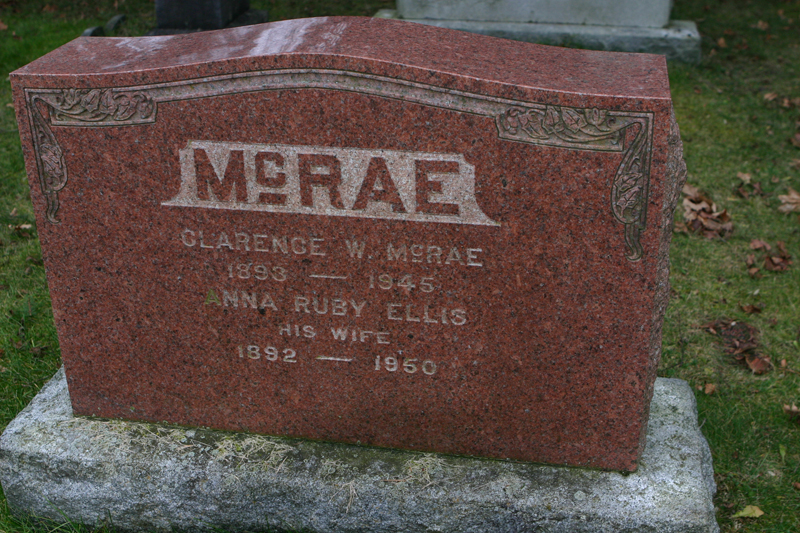 McRAE
CLARENCE W. McRAE
1893 — 1945
ANNA RUBY ELLIS
HIS WIFE
1892 — 1950